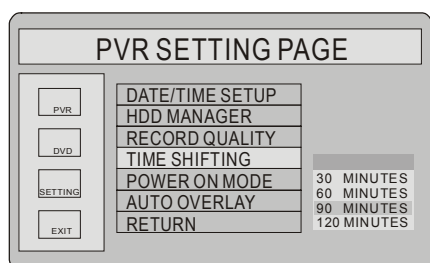 PVR SETTING PAGE
PVR
DVD
SETTING
EXIT
DATE/TIME SETUP
HDD MANAGER
RECORD QUALITY
TIME SHIFTING
POWER ON MODE
AUTO OVERLAY
RETURN
30 MINUTES
60 MINUTES
90 MINUTES
120 MINUTES